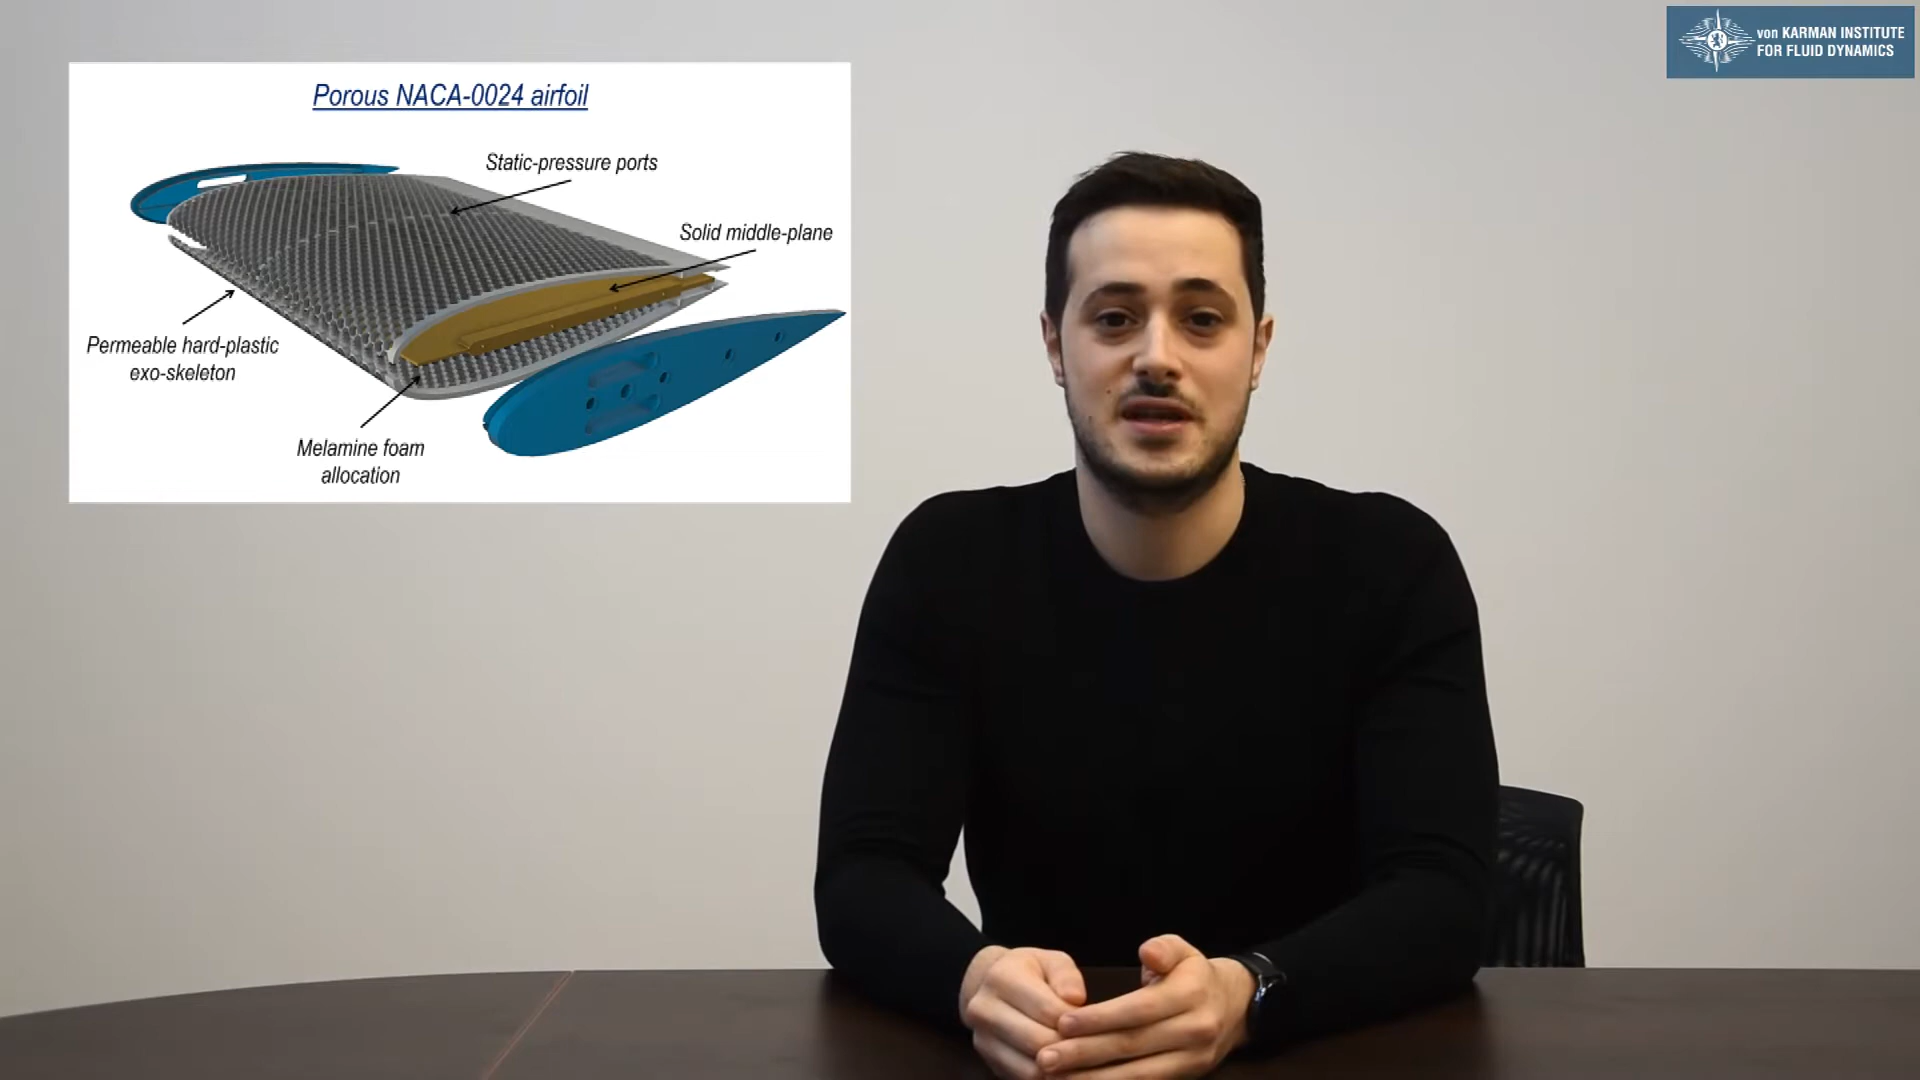 von KARMAN INSTITUTE
FOR FLUID DYNAMICS
Porous NACA-0024 airfoil
Static-pressure ports
Solid middle-plane
Permeable hard-plastic
exo-skeleton
Melamine foam
allocation